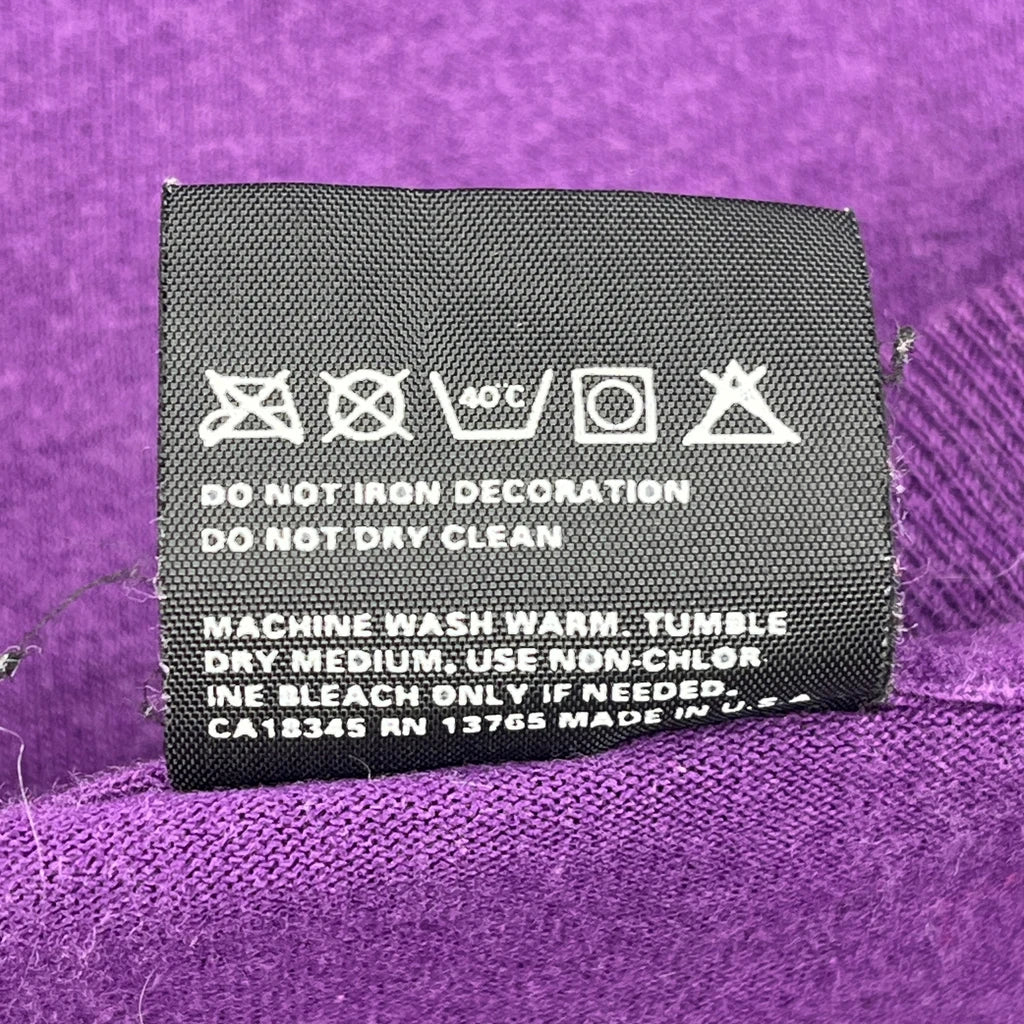 40°C
DO NOT IRON DECORATION
DO NOT DRY CLEAN
MACHINE WASH WARM. TUMBLE
DRY MEDIUM. USE NON-CHLOR
INE BLEACH ONLY IF NEEDED.
CA18345 RN 13765 MADE IN U.S.A